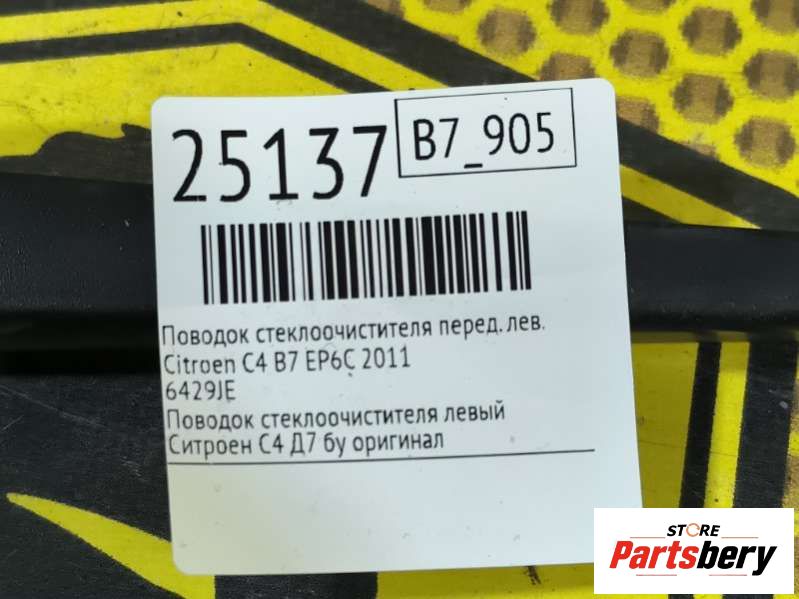 25137
B7_905
Поводок стеклоочистителя перед. лев.
Citroen C4 B7 EP6C 2011
6429JE
Поводок стеклоочистителя левый
Ситроен С4 Д7 бу оригинал
STORE
Partsbery